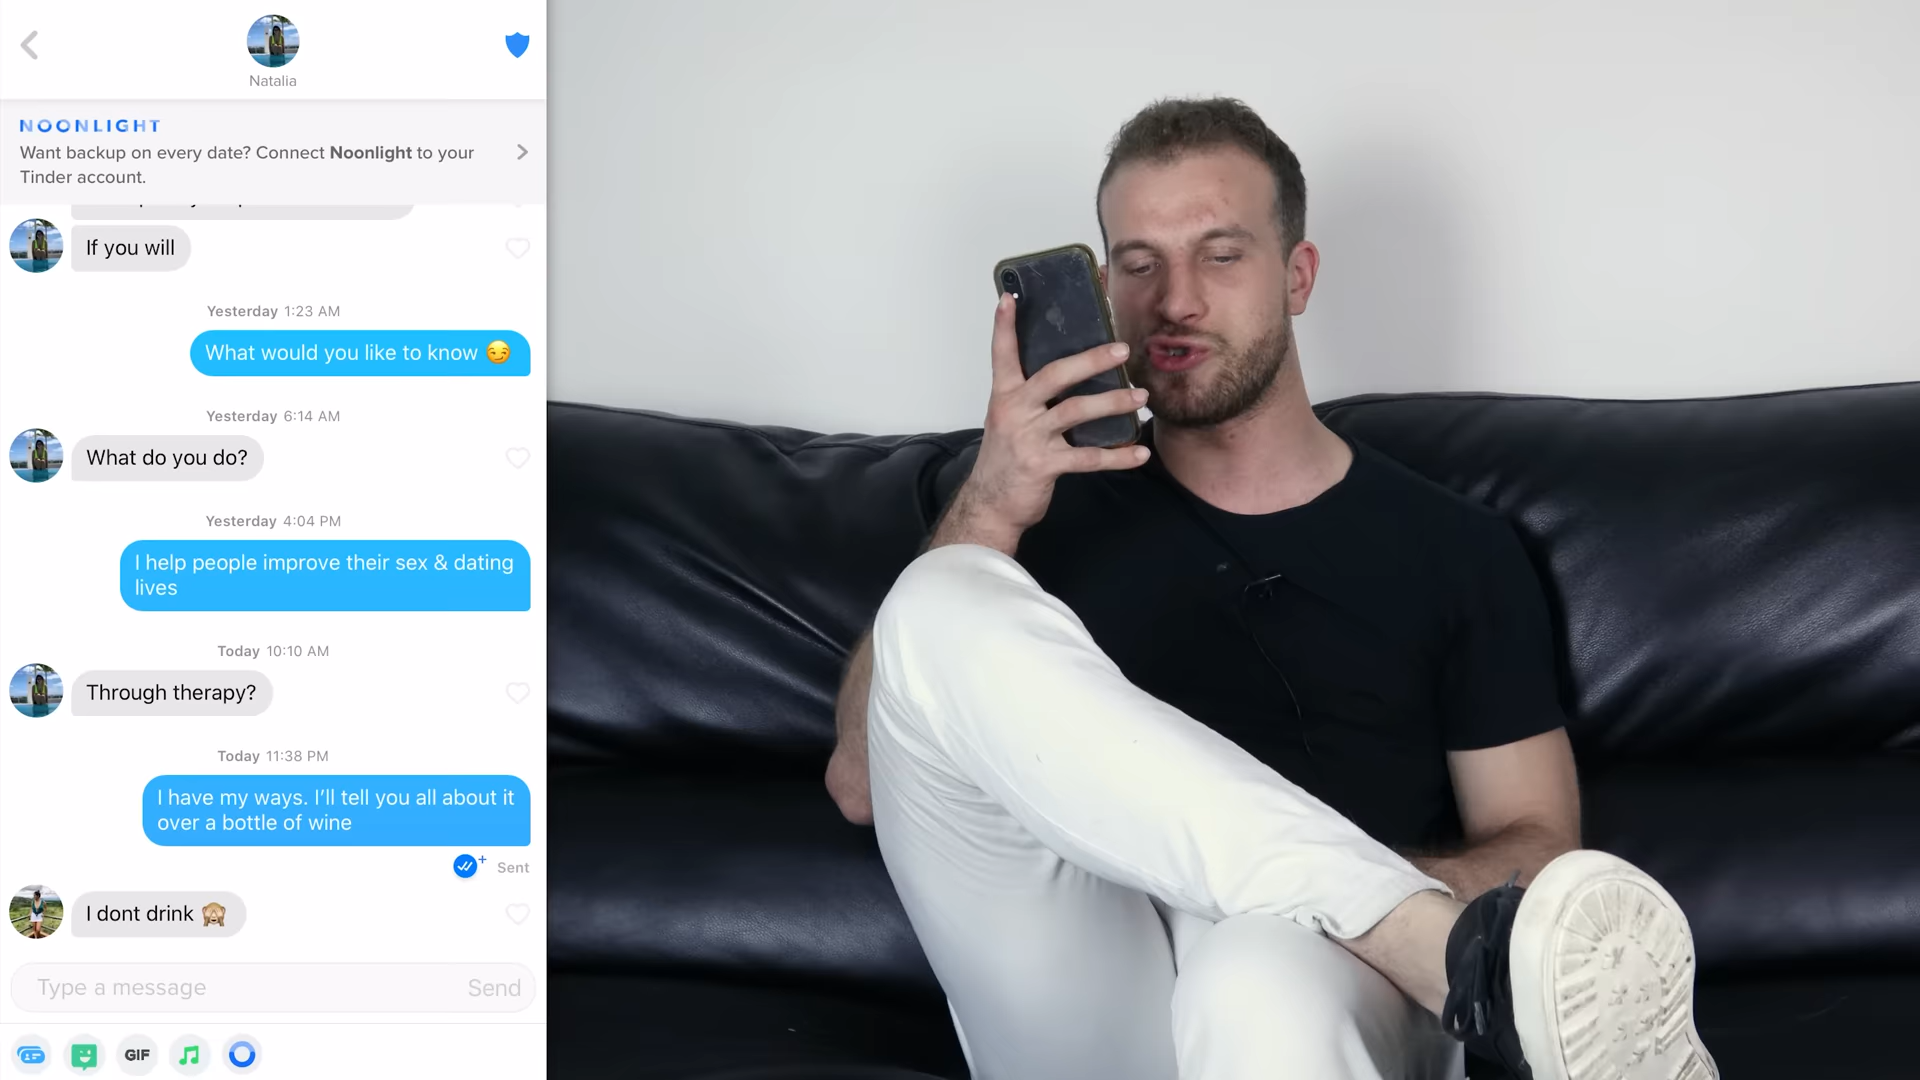 Natalia
NOONLIGHT
Want backup on every date? Connect Noonlight to your
Tinder account.
If you will
Yesterday 1:23 AM
What would you like to know 😏
Yesterday 6:14 AM
What do you do?
Yesterday 4:04 PM
I help people improve their sex & dating
lives
Today 10:10 AM
Through therapy?
Today 11:38 PM
I have my ways. I'll tell you all about it
over a bottle of wine
Sent
I dont drink 🙈
Type a message
Send
GIF